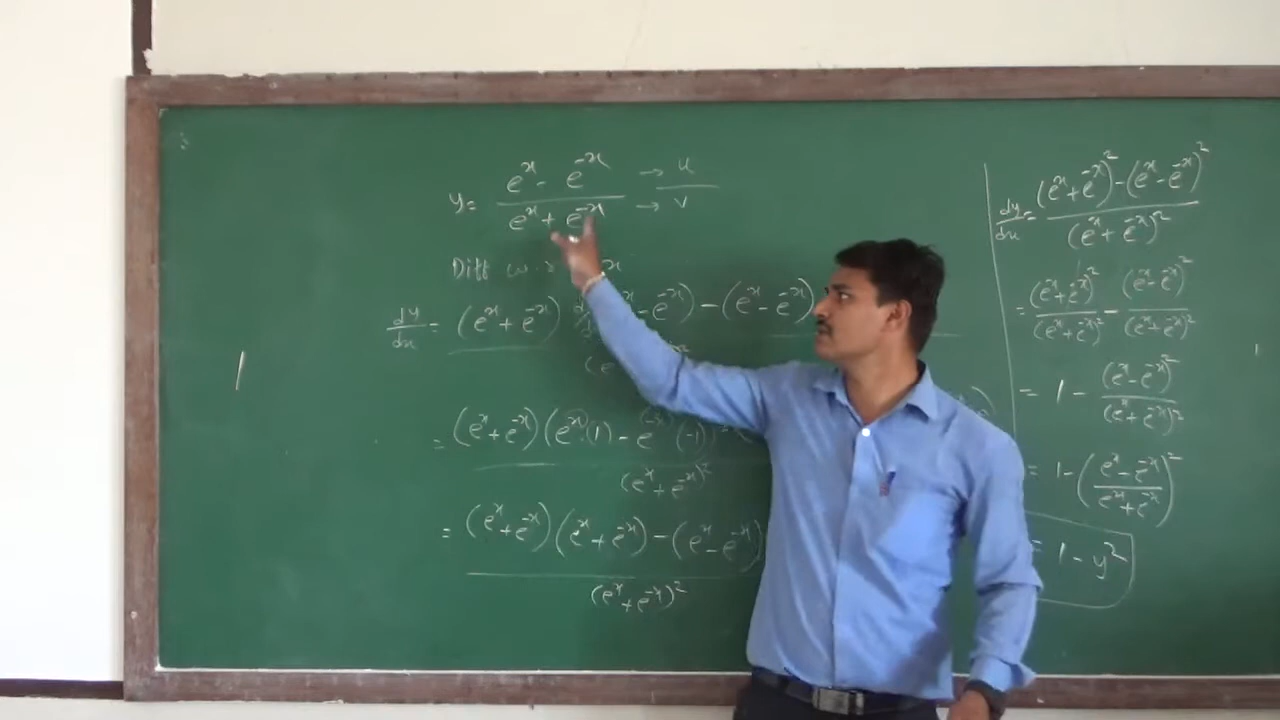 y = (e^x - e^-x) / (e^x + e^-x) → u / → v
Diff w. x
dy/dx = (e^x + e^-x) e^-x) - (e^x - e^-x)
= (e^x + e^-x)(e^x·(1) - e^-x (-1)
(e^x + e^-x)^2
= (e^x + e^-x)(e^x + e^-x) - (e^x - e^-x)
(e^x + e^-x)^2
dy/dx = ((e^x + e^-x)^2 - (e^x - e^-x)^2) / (e^x + e^-x)^2
= (e^x + e^-x)^2 / (e^x + e^-x)^2 - (e^x - e^-x)^2 / (e^x + e^-x)^2
= 1 - (e^x - e^-x)^2 / (e^x + e^-x)^2
= 1 - ((e^x - e^-x) / (e^x + e^-x))^2
= 1 - y^2